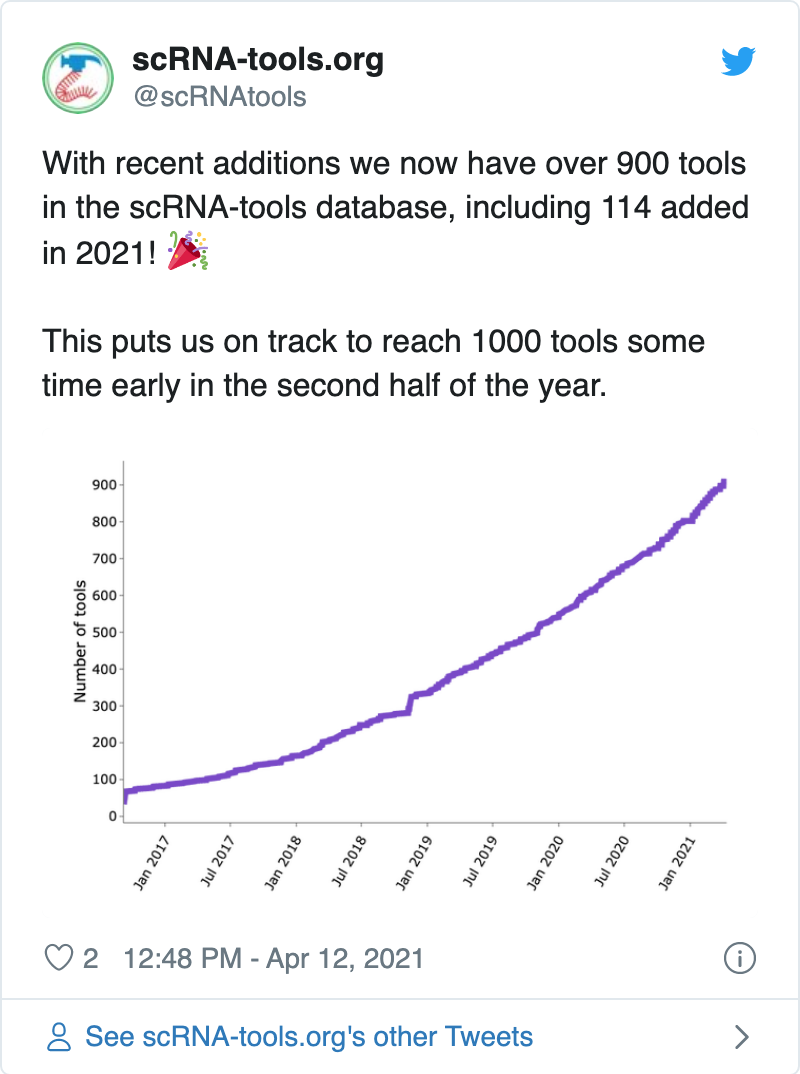 scRNA-tools.org
@scRNAtools
With recent additions we now have over 900 tools
in the scRNA-tools database, including 114 added
in 2021! 🎉
This puts us on track to reach 1000 tools some
time early in the second half of the year.
Number of tools
900
800
700
600
500
400
300
200
100
0
Jan 2017
Jul 2017
Jan 2018
Jul 2018
Jan 2019
Jul 2019
Jan 2020
Jul 2020
Jan 2021
2 12:48 PM - Apr 12, 2021
See scRNA-tools.org's other Tweets